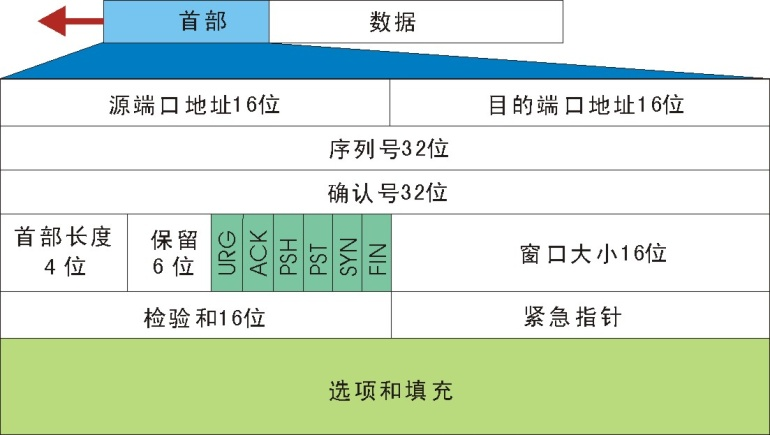 首部
数据
源端口地址16位
目的端口地址16位
序列号32位
确认号32位
首部长度
4 位
保留
6 位
URG
ACK
PSH
PST
SYN
FIN
窗口大小16位
检验和16位
紧急指针
选项和填充